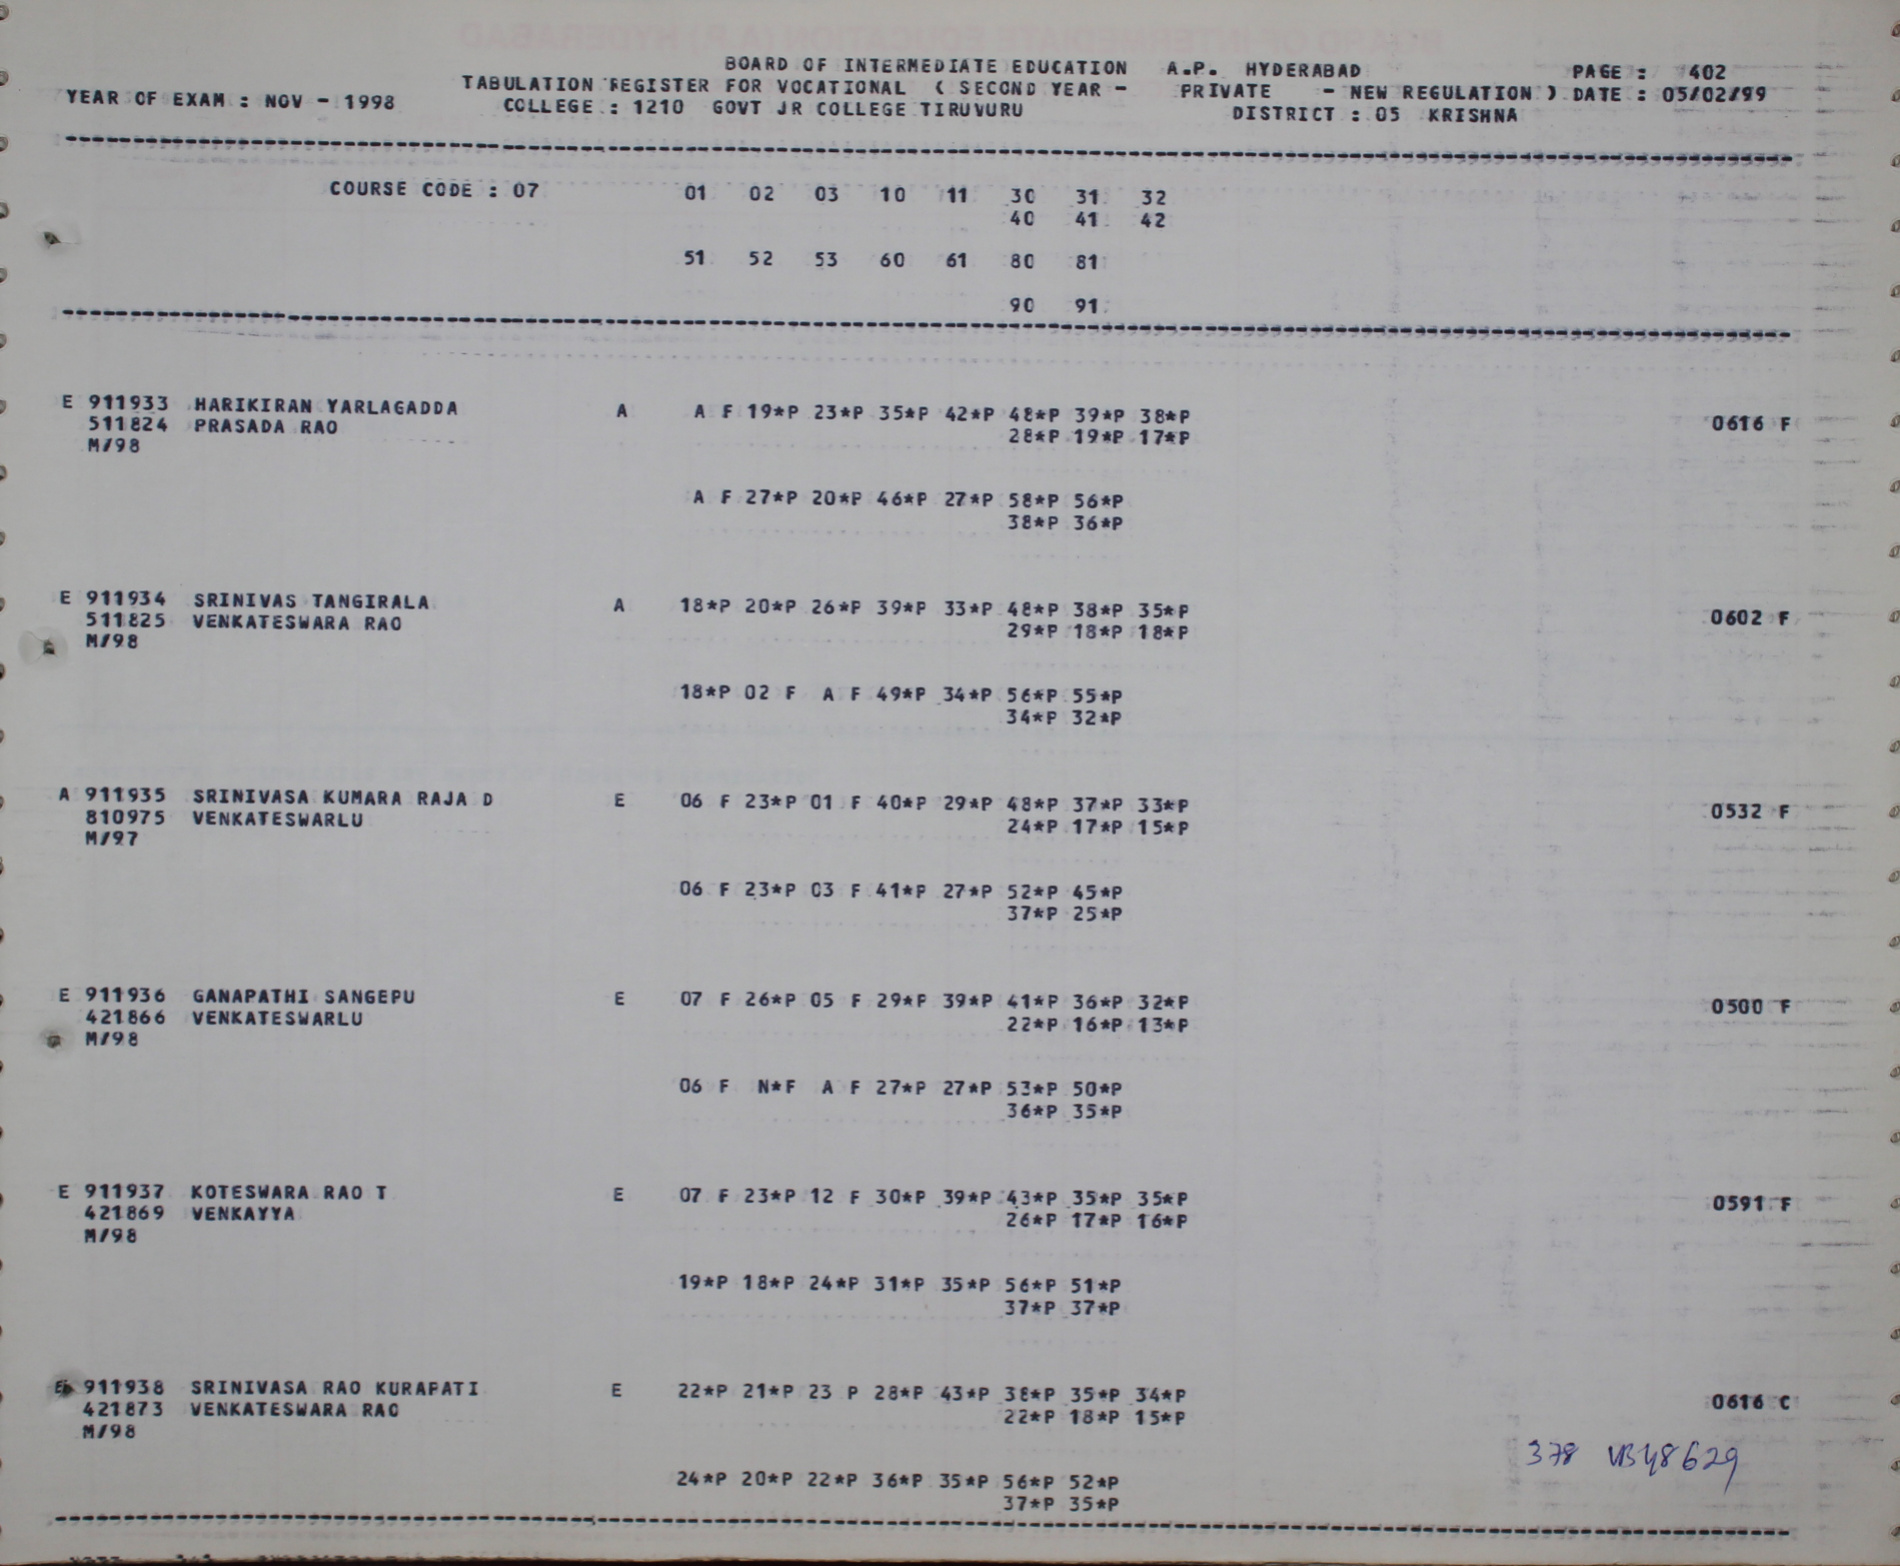 BOARD OF INTERMEDIATE EDUCATION A.P. HYDERABAD PAGE : 402
TABULATION REGISTER FOR VOCATIONAL ( SECOND YEAR - PRIVATE - NEW REGULATION ) DATE : 05/02/99
YEAR OF EXAM : NOV - 1998 COLLEGE : 1210 GOVT JR COLLEGE TIRUVURU DISTRICT : 05 KRISHNA
COURSE CODE : 07 01 02 03 10 11 30 31 32
40 41 42
51 52 53 60 61 80 81
90 91
E 911933 HARIKIRAN YARLAGADDA A A F 19*P 23*P 35*P 42*P 48*P 39*P 38*P
511824 PRASADA RAO 28*P 19*P 17*P 0616 F
M/98
A F 27*P 20*P 46*P 27*P 58*P 56*P
38*P 36*P
E 911934 SRINIVAS TANGIRALA A 18*P 20*P 26*P 39*P 33*P 48*P 38*P 35*P
511825 VENKATESWARA RAO 29*P 18*P 18*P 0602 F
M/98
18*P 02 F A F 49*P 34*P 56*P 55*P
34*P 32*P
A 911935 SRINIVASA KUMARA RAJA D E 06 F 23*P 01 F 40*P 29*P 48*P 37*P 33*P
810975 VENKATESWARLU 24*P 17*P 15*P 0532 F
M/97
06 F 23*P 03 F 41*P 27*P 52*P 45*P
37*P 25*P
E 911936 GANAPATHI SANGEPU E 07 F 26*P 05 F 29*P 39*P 41*P 36*P 32*P
421866 VENKATESWARLU 22*P 16*P 13*P 0500 F
M/98
06 F N*F A F 27*P 27*P 53*P 50*P
36*P 35*P
E 911937 KOTESWARA RAO T E 07 F 23*P 12 F 30*P 39*P 43*P 35*P 35*P
421869 VENKAYYA 26*P 17*P 16*P 0591 F
M/98
19*P 18*P 24*P 31*P 35*P 56*P 51*P
37*P 37*P
E 911938 SRINIVASA RAO KURAPATI E 22*P 21*P 23 P 28*P 43*P 38*P 35*P 34*P
421873 VENKATESWARA RAO 22*P 18*P 15*P 0616 C
M/98
378 VB48629
24*P 20*P 22*P 36*P 35*P 56*P 52*P
37*P 35*P